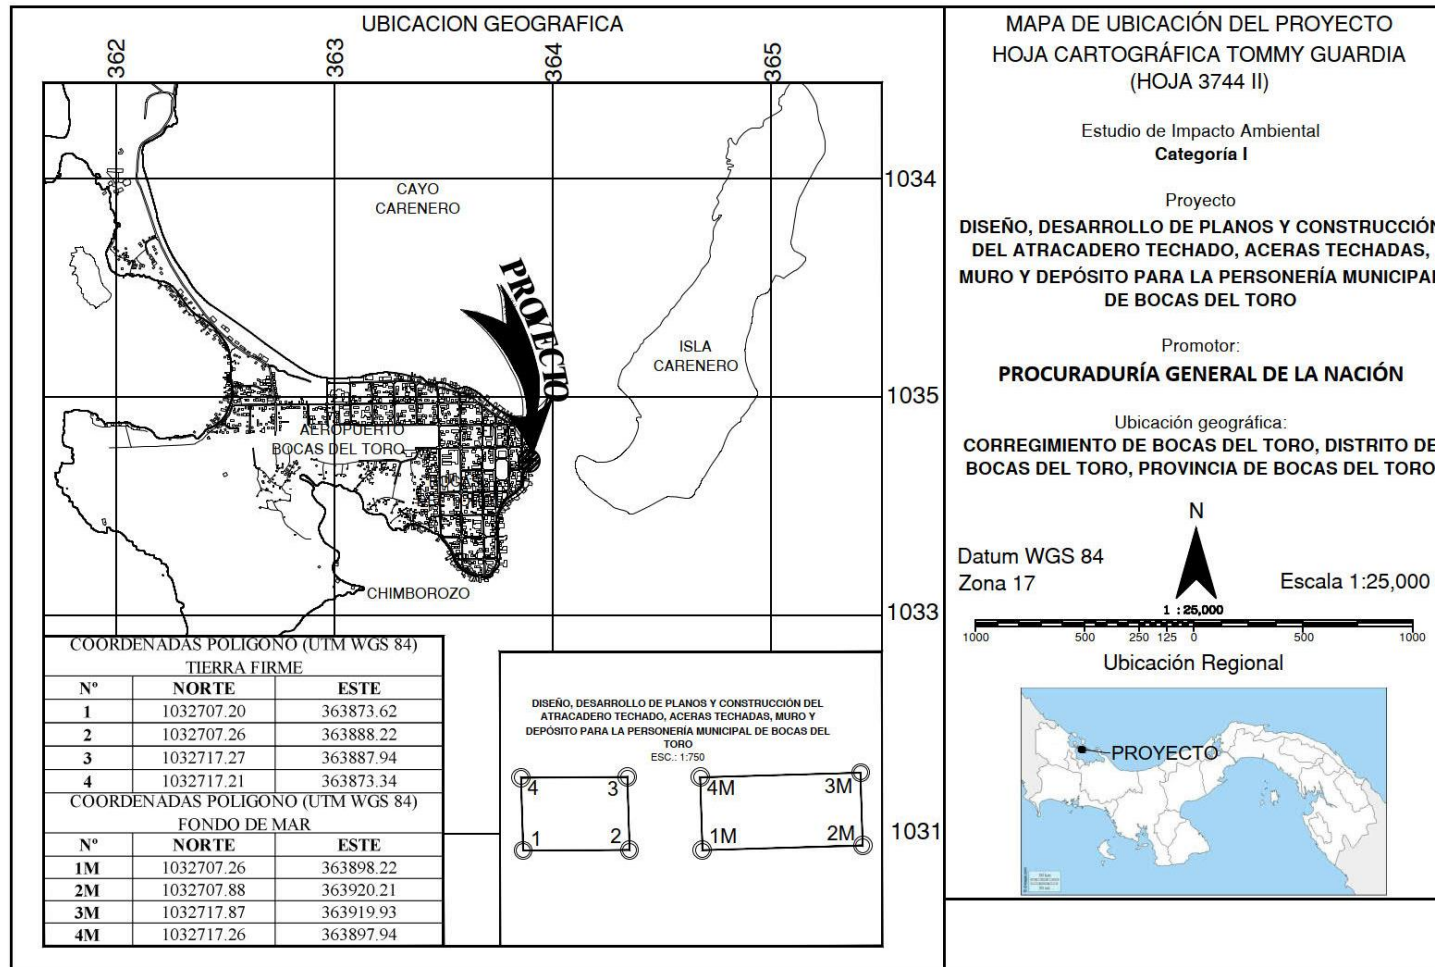 UBICACION GEOGRAFICA
362
363
364
365
1034
1035
1033
1031
CAYO
CARENERO
PROYECTO
ISLA
CARENERO
AEROPUERTO
BOCAS DEL TORO
CHIMBOROZO
COORDENADAS POLIGONO (UTM WGS 84)
TIERRA FIRME
Nº NORTE ESTE
1 1032707.20 363873.62
2 1032707.26 363888.22
3 1032717.27 363887.94
4 1032717.21 363873.34
COORDENADAS POLIGONO (UTM WGS 84)
FONDO DE MAR
Nº NORTE ESTE
1M 1032707.26 363898.22
2M 1032707.88 363920.21
3M 1032717.87 363919.93
4M 1032717.26 363897.94
DISEÑO, DESARROLLO DE PLANOS Y CONSTRUCCIÓN DEL
ATRACADERO TECHADO, ACERAS TECHADAS, MURO Y
DEPÓSITO PARA LA PERSONERÍA MUNICIPAL DE BOCAS DEL
TORO
ESC.: 1:750
4 3 4M 3M
1 2 1M 2M
MAPA DE UBICACIÓN DEL PROYECTO
HOJA CARTOGRÁFICA TOMMY GUARDIA
(HOJA 3744 II)
Estudio de Impacto Ambiental
Categoría I
Proyecto
DISEÑO, DESARROLLO DE PLANOS Y CONSTRUCCIÓN
DEL ATRACADERO TECHADO, ACERAS TECHADAS,
MURO Y DEPÓSITO PARA LA PERSONERÍA MUNICIPAL
DE BOCAS DEL TORO
Promotor:
PROCURADURÍA GENERAL DE LA NACIÓN
Ubicación geográfica:
CORREGIMIENTO DE BOCAS DEL TORO, DISTRITO DE
BOCAS DEL TORO, PROVINCIA DE BOCAS DEL TORO
N
Datum WGS 84
Zona 17
Escala 1:25,000
1 : 25,000
1000 500 250 125 0 500 1000
Ubicación Regional
PROYECTO